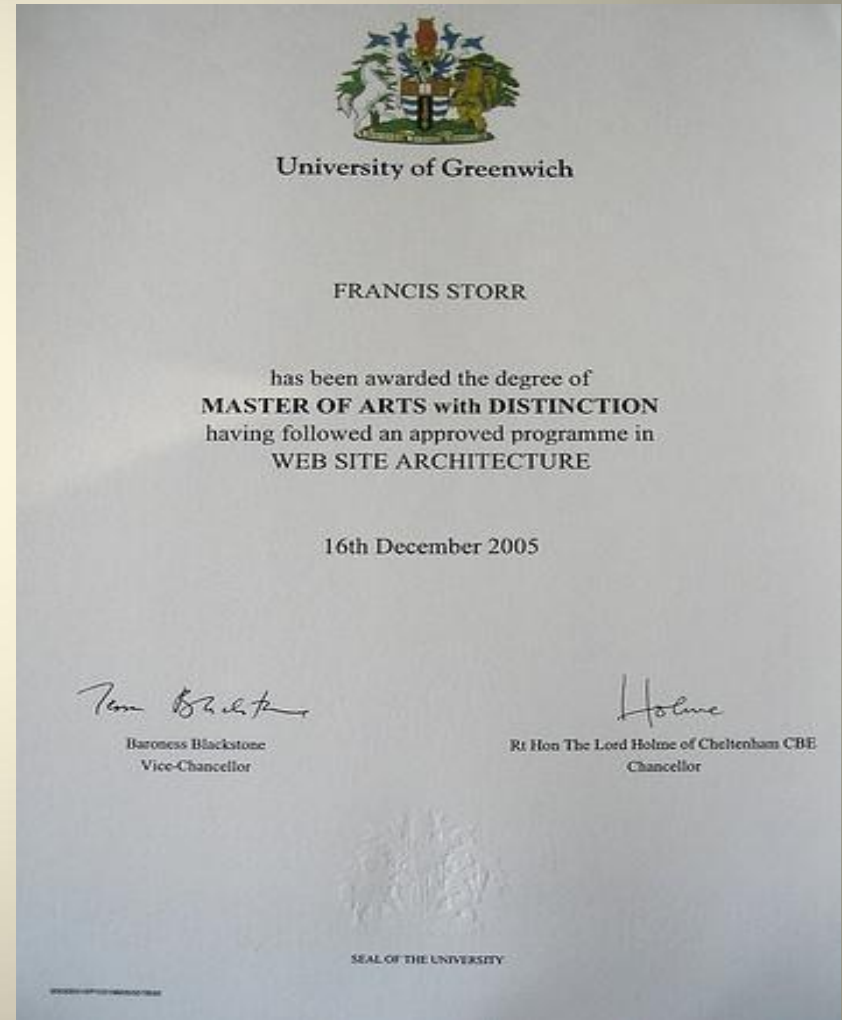 University of Greenwich
FRANCIS STORR
has been awarded the degree of
MASTER OF ARTS with DISTINCTION
having followed an approved programme in
WEB SITE ARCHITECTURE
16th December 2005
Holme
Baroness Blackstone
Vice-Chancellor
Rt Hon The Lord Holme of Cheltenham CBE
Chancellor
SEAL OF THE UNIVERSITY